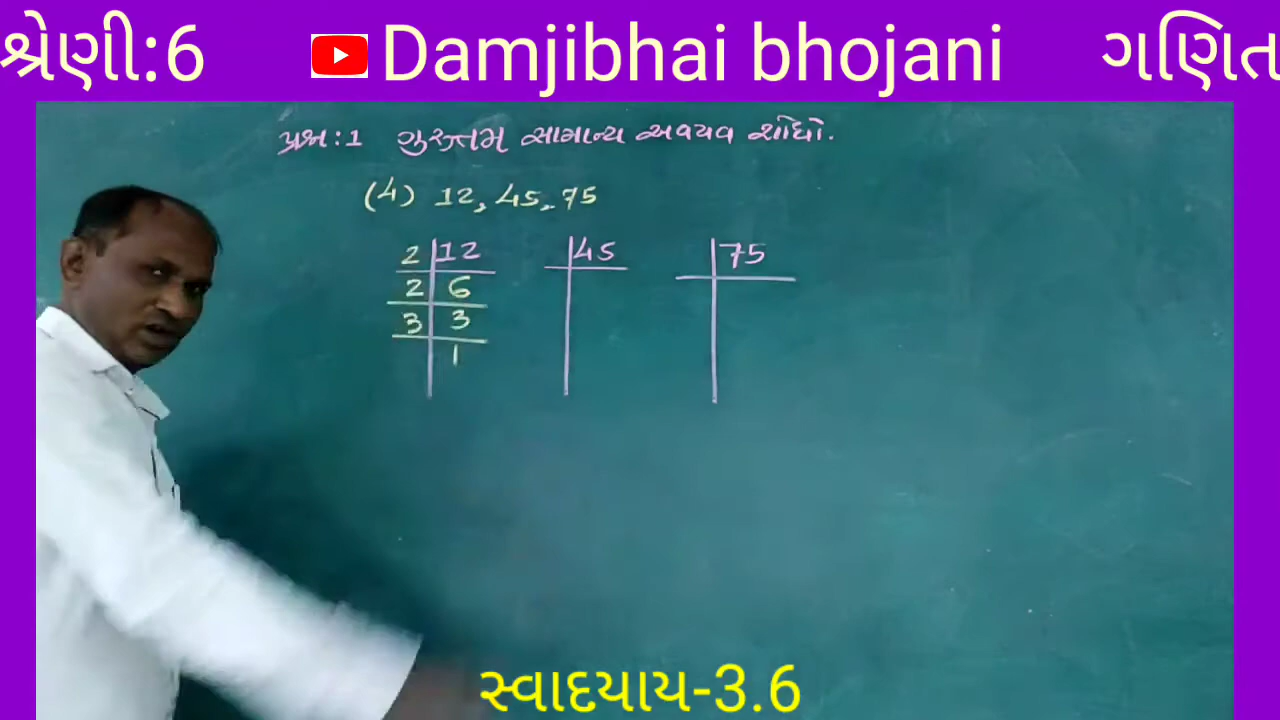 શ્રેણી:6 Damjibhai bhojani ગણિત
પ્રશ્ન:1 ગુરુત્તમ સામાન્ય અવયવ શોધો.
(4) 12, 45, 75
2 12 45 75
2 6
3 3
1
સ્વાદયાય-3.6